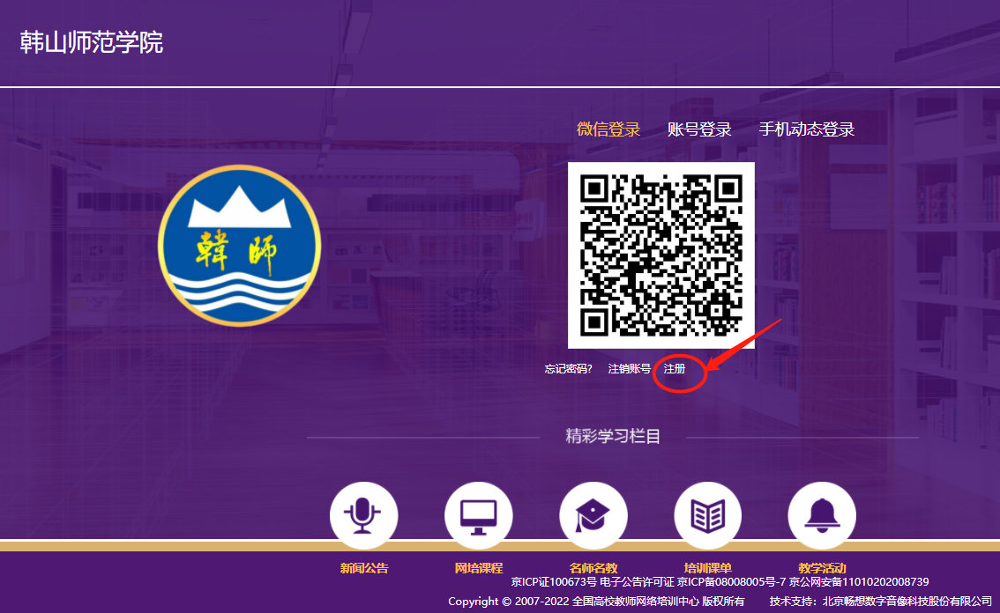 韩山师范学院
微信登录 账号登录 手机动态登录
韓師
忘记密码? 注销账号 注册
精彩学习栏目
新闻公告 网培课程 名师名教 培训课单 教学活动
京ICP证100673号 电子公告许可证 京ICP备08008005号-7 京公网安备11010202008739
Copyright © 2007-2022 全国高校教师网络培训中心 版权所有 技术支持：北京畅想数字音像科技股份有限公司